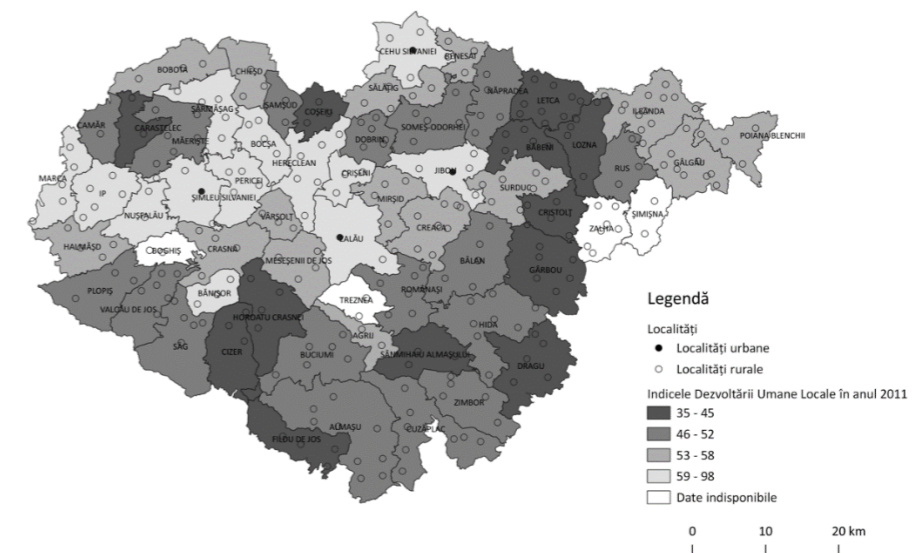 CEHU SILVANIEI
BENESAT
BOBOTA
CHIEȘD
SĂLĂȚIG
NĂPRADEA
ȘAMȘUD
SĂRMĂȘAG
COȘEIU
LETCA
ILEANDA
CAMĂR
CARASTELEC
MĂERIȘTE
DOBRIN
SOMEȘ-ODORHEI
POIANA BLENCHII
BOCȘA
BĂBENI
LOZNA
HERECLEAN
GÂLGĂU
RUS
MARCA
IP
PERICEI
CRIȘENI
JIBOU
SURDUC
ȘIMLEU SILVANIEI
MIRȘID
NUȘFALĂU
VÂRȘOLȚ
CRISTOLȚ
ȘIMIȘNA
CREACA
ZALHA
HALMĂȘD
BOGHIȘ
CRASNA
ZALĂU
MESEȘENII DE JOS
BĂLAN
GÂRBOU
PLOPIȘ
BĂNIȘOR
TREZNEA
ROMÂNAȘI
VALCĂU DE JOS
HOROATU CRASNEI
HIDA
AGRIJ
SÂG
CIZER
BUCIUMI
SÂNMIHAIU ALMAȘULUI
DRAGU
ZIMBOR
ALMAȘU
CUZĂPLAC
FILDU DE JOS
Legendă
Localități
Localități urbane
Localități rurale
Indicele Dezvoltării Umane Locale în anul 2011
35 - 45
46 - 52
53 - 58
59 - 98
Date indisponibile
0 10 20 km